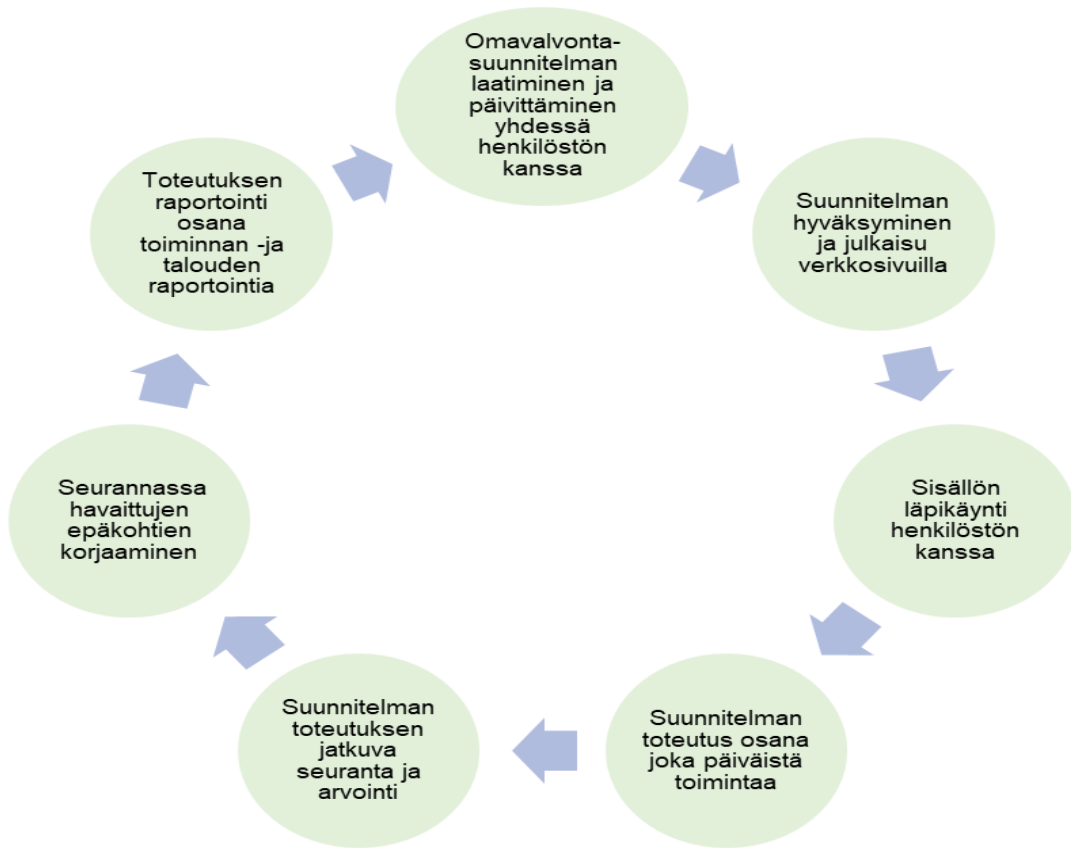 Omavalvonta-
suunnitelman
laatiminen ja
päivittäminen
yhdessä
henkilöstön
kanssa
Suunnitelman
hyväksyminen
ja julkaisu
verkkosivuilla
Sisällön
läpikäynti
henkilöstön
kanssa
Suunnitelman
toteutus osana
joka päiväistä
toimintaa
Suunnitelman
toteutuksen
jatkuva
seuranta ja
arvointi
Seurannassa
havaittujen
epäkohtien
korjaaminen
Toteutuksen
raportointi
osana
toiminnan -ja
talouden
raportointia